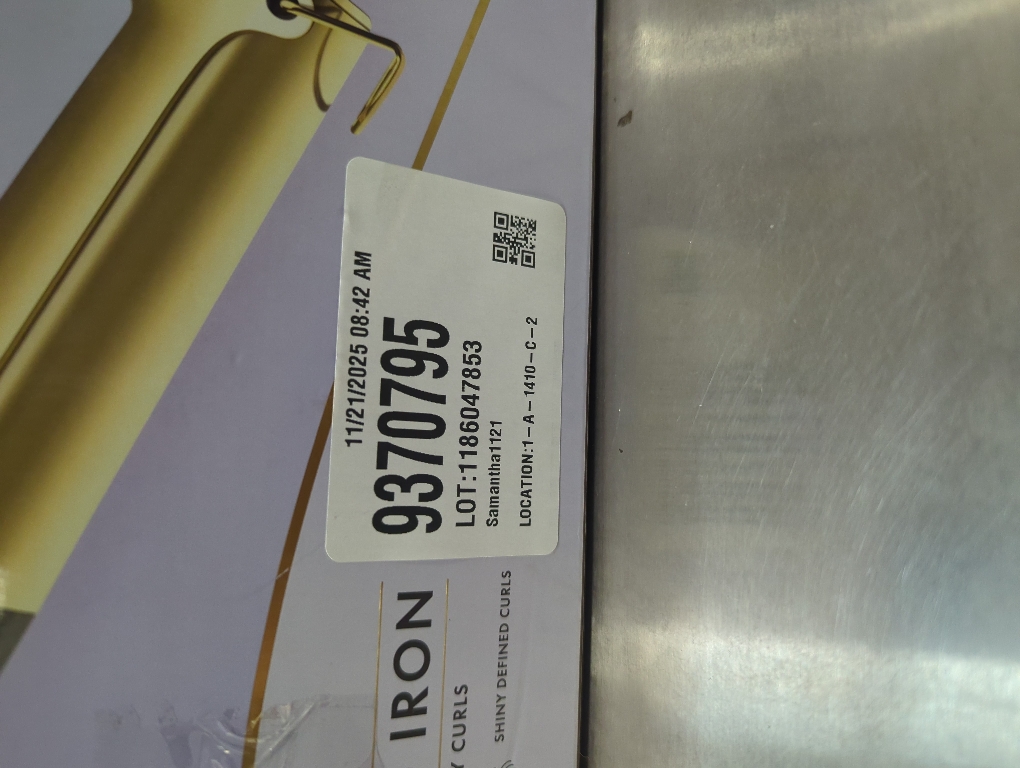 11/21/2025 08:42 AM
9370795
LOT:1186047853
Samantha1121
LOCATION:1-A-1410-C-2
IRON
CURLS
SHINY DEFINED CURLS